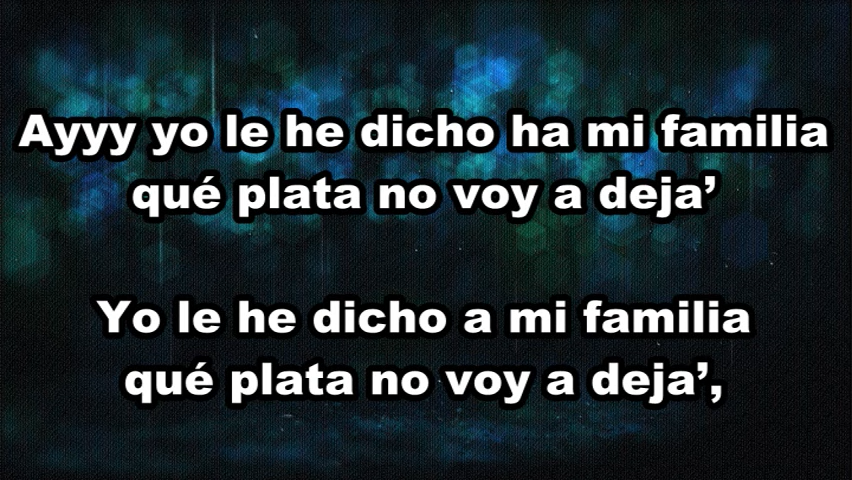 Ayyy yo le he dicho ha mi familia
qué plata no voy a deja’
Yo le he dicho a mi familia
qué plata no voy a deja’,